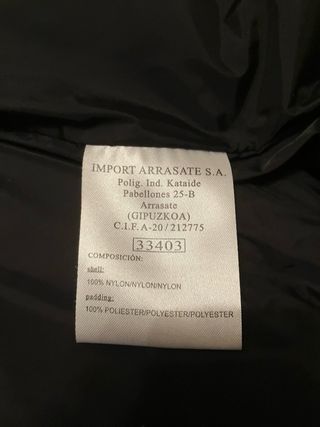 IMPORT ARRASATE S.A.
Polig. Ind. Kataide
Pabellones 25-B
Arrasate
(GIPUZKOA)
C.I.F. A-20/212775
33403
COMPOSICIÓN:
shell:
100% NYLON/NYLON/NYLON
padding:
100% POLIESTER/POLYESTER/POLYESTER